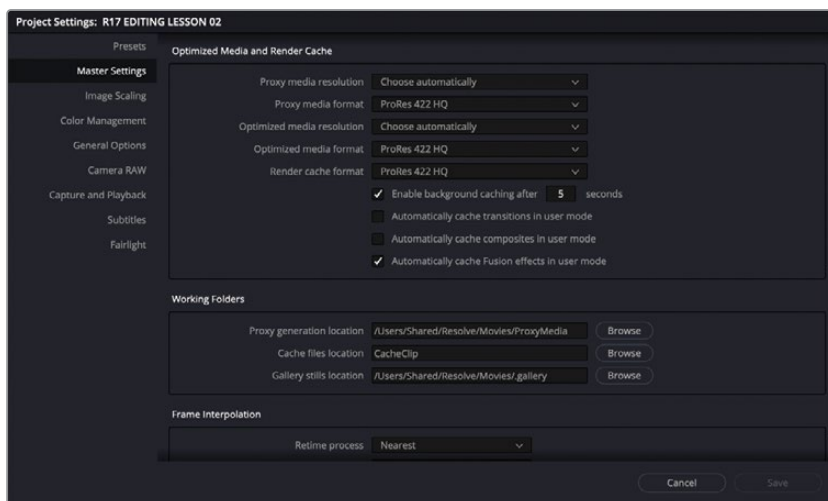 Project Settings: R17 EDITING LESSON 02
Presets
Master Settings
Image Scaling
Color Management
General Options
Camera RAW
Capture and Playback
Subtitles
Fairlight
Optimized Media and Render Cache
Proxy media resolution Choose automatically
Proxy media format ProRes 422 HQ
Optimized media resolution Choose automatically
Optimized media format ProRes 422 HQ
Render cache format ProRes 422 HQ
Enable background caching after 5 seconds
Automatically cache transitions in user mode
Automatically cache composites in user mode
Automatically cache Fusion effects in user mode
Working Folders
Proxy generation location /Users/Shared/Resolve/Movies/ProxyMedia Browse
Cache files location CacheClip Browse
Gallery stills location /Users/Shared/Resolve/Movies/.gallery Browse
Frame Interpolation
Retime process Nearest
Cancel Save